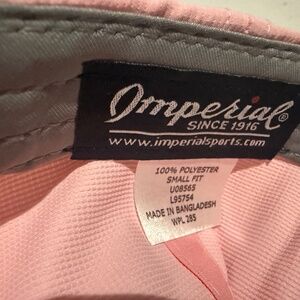 Imperial®
SINCE 1916
www.imperialsports.com
100% POLYESTER
SMALL FIT
U08565
L95754
MADE IN BANGLADESH
WPL 285